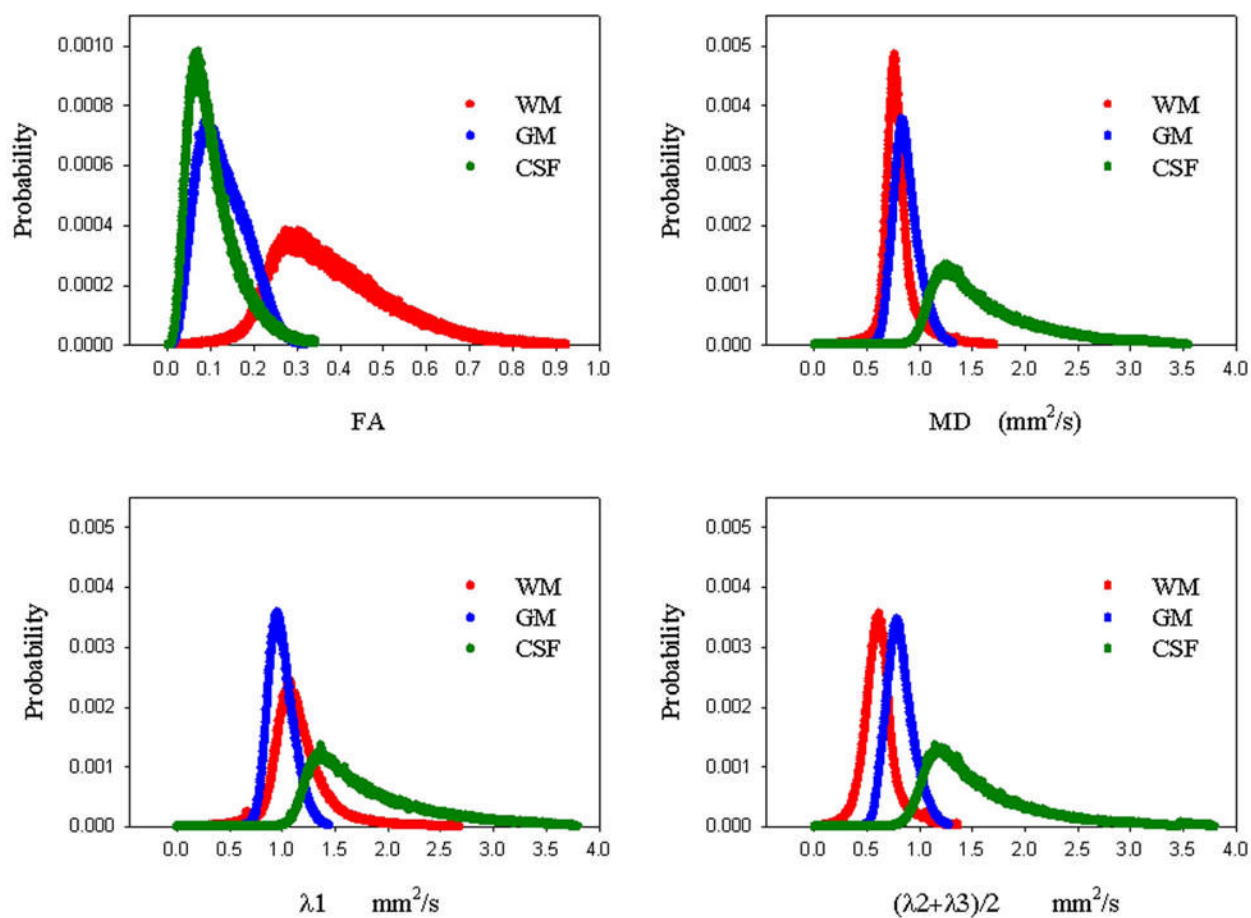 0.0010
0.0008
0.0006
0.0004
0.0002
0.0000
Probability
WM
GM
CSF
0.0 0.1 0.2 0.3 0.4 0.5 0.6 0.7 0.8 0.9 1.0
FA
0.005
0.004
0.003
0.002
0.001
0.000
Probability
WM
GM
CSF
0.0 0.5 1.0 1.5 2.0 2.5 3.0 3.5 4.0
MD (mm²/s)
0.005
0.004
0.003
0.002
0.001
0.000
Probability
WM
GM
CSF
0.0 0.5 1.0 1.5 2.0 2.5 3.0 3.5 4.0
λ1 mm²/s
0.005
0.004
0.003
0.002
0.001
0.000
Probability
WM
GM
CSF
0.0 0.5 1.0 1.5 2.0 2.5 3.0 3.5 4.0
(λ2+λ3)/2 mm²/s